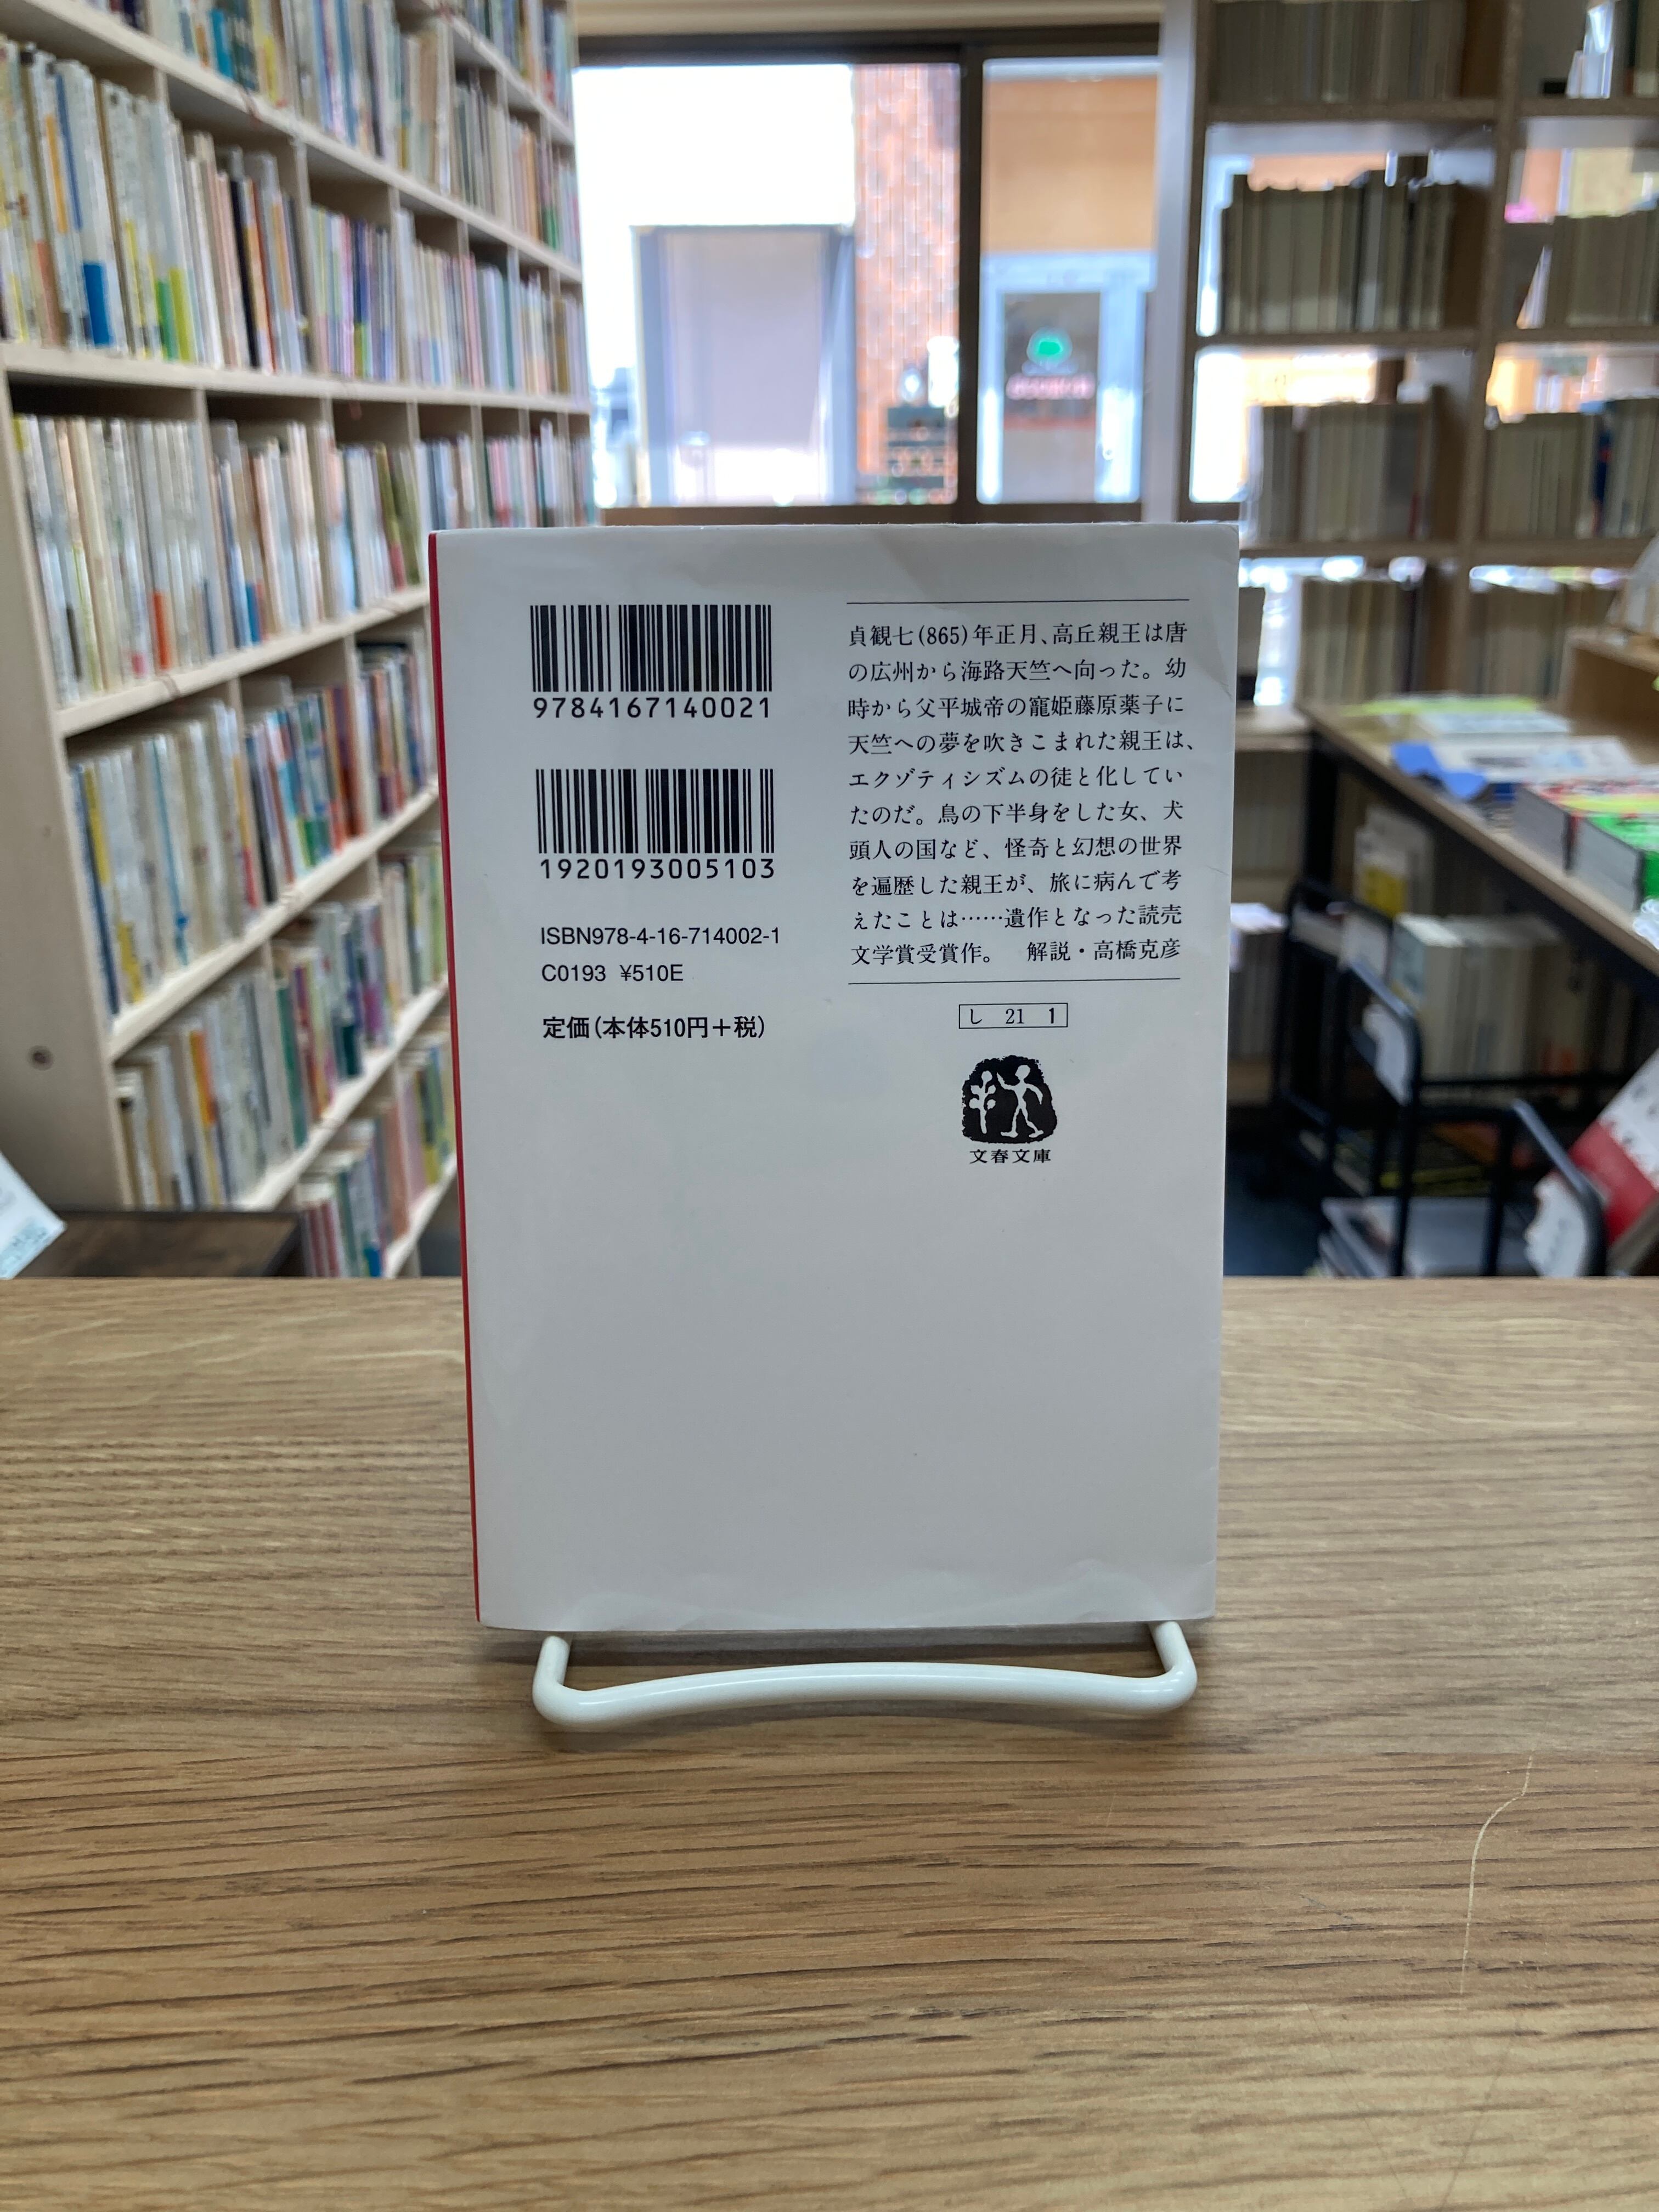 9784167140021
1920193005103
ISBN978-4-16-714002-1
C0193 ¥510E
定価(本体510円+税)
貞観七(865)年正月、高丘親王は唐
の広州から海路天竺へ向った。幼
時から父平城帝の寵姫藤原薬子に
天竺への夢を吹きこまれた親王は、
エクゾティシズムの徒と化してい
たのだ。鳥の下半身をした女、犬
頭人の国など、怪奇と幻想の世界
を遍歴した親王が、旅に病んで考
えたことは……遺作となった読売
文学賞受賞作。 解説・高橋克彦
し 21 1
文春文庫